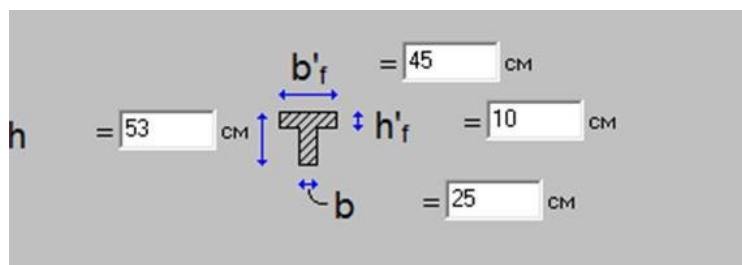 b'f = 45 см
h = 53 см
h'f = 10 см
b = 25 см